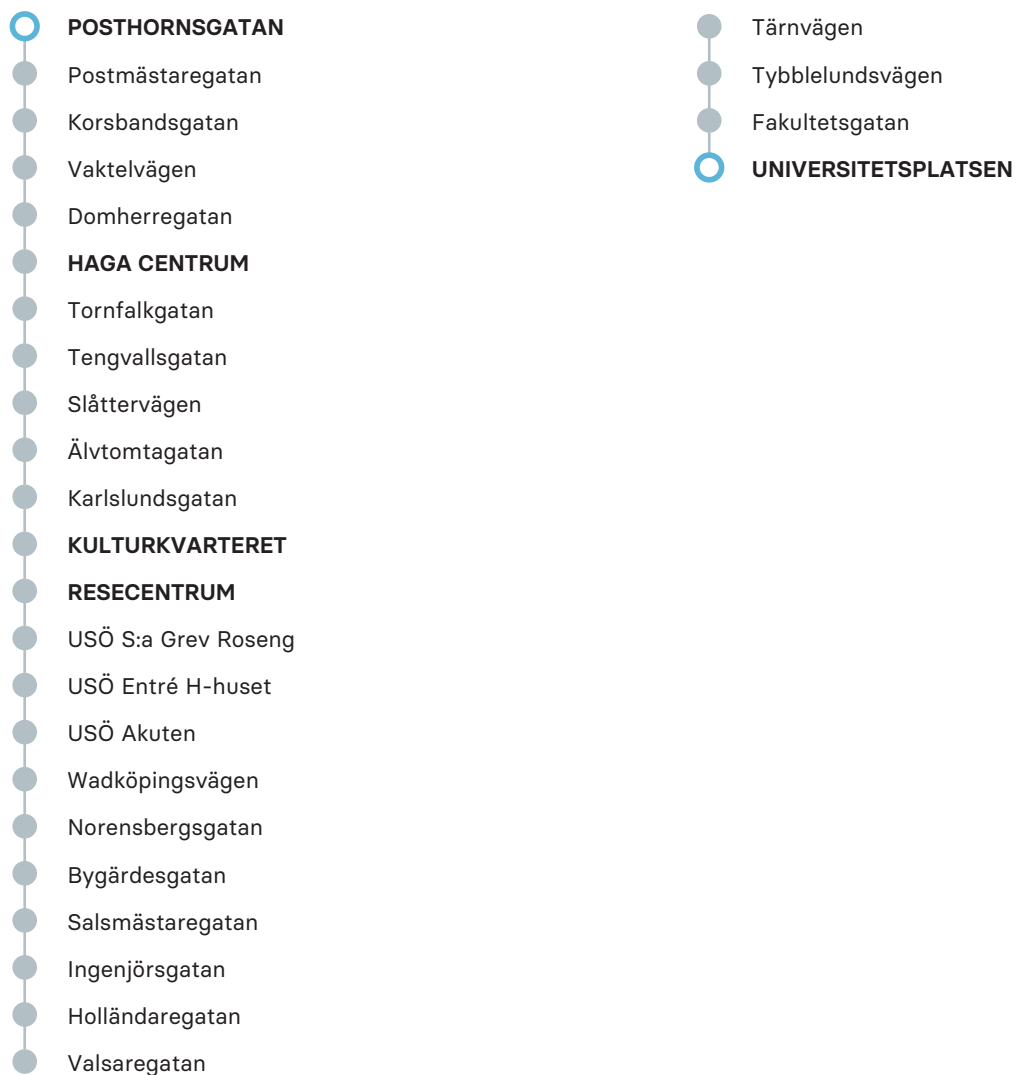 POSTHORNSGATAN
Postmästaregatan
Korsbandsgatan
Vaktelvägen
Domherregatan
HAGA CENTRUM
Tornfalkgatan
Tengvallsgatan
Slåttervägen
Älvtomtagatan
Karlslundsgatan
KULTURKVARTERET
RESECENTRUM
USÖ S:a Grev Roseng
USÖ Entré H-huset
USÖ Akuten
Wadköpingsvägen
Norensbergsgatan
Bygärdesgatan
Salsmästaregatan
Ingenjörsgatan
Holländaregatan
Valsaregatan
Tärnvägen
Tybblelundsvägen
Fakultetsgatan
UNIVERSITETSPLATSEN